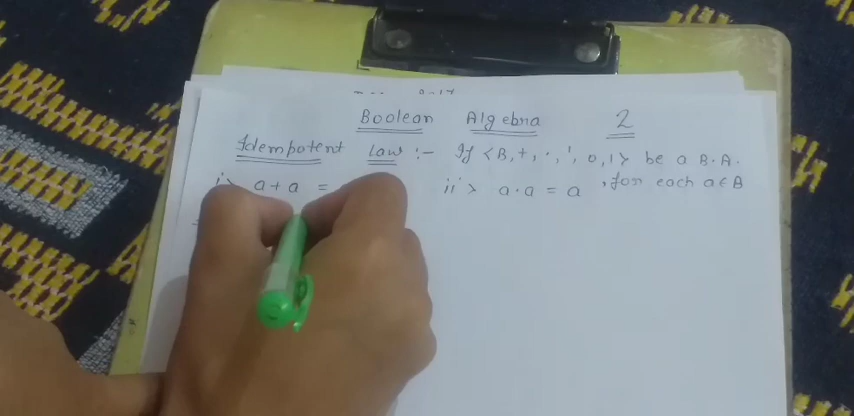 Boolean Algebra 2
Idempotent law :- If <B, +, ·, ', 0, 1> be a B.A.
i> a + a = ii> a · a = a , for each a ∈ B